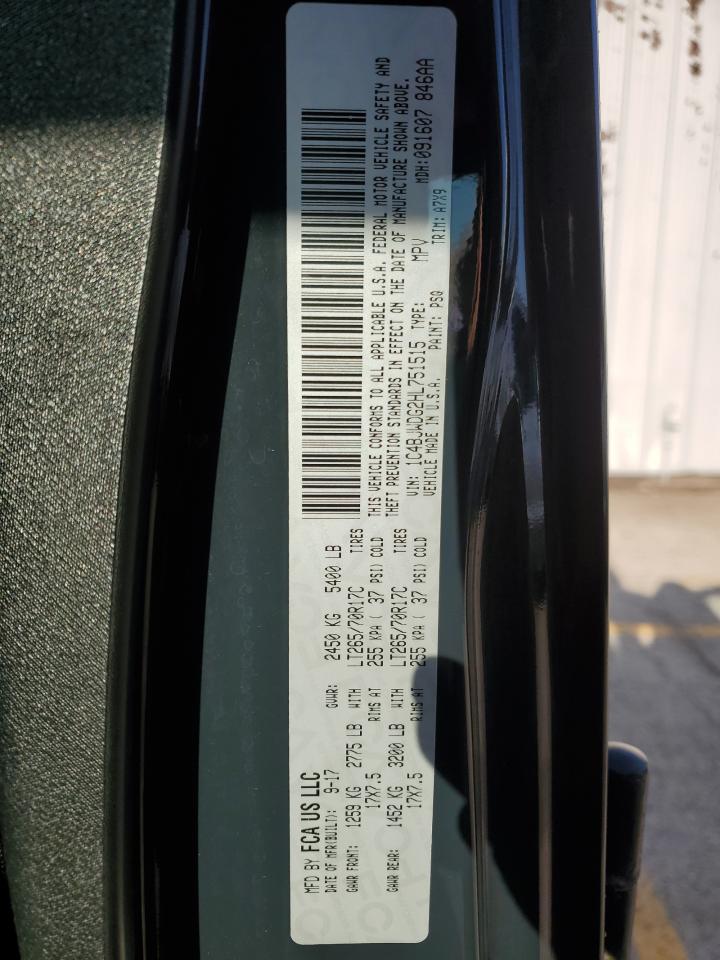 MFD BY FCA US LLC
DATE OF MFR(BUILT): 9-17 GVWR: 2450 KG 5400 LB
GAWR FRONT: 1259 KG 2775 LB WITH LT265/70R17C TIRES
17X7.5 RIMS AT 255 KPA ( 37 PSI) COLD
GAWR REAR: 1452 KG 3200 LB WITH LT265/70R17C TIRES
17X7.5 RIMS AT 255 KPA ( 37 PSI) COLD
THIS VEHICLE CONFORMS TO ALL APPLICABLE U.S.A. FEDERAL MOTOR VEHICLE SAFETY AND
THEFT PREVENTION STANDARDS IN EFFECT ON THE DATE OF MANUFACTURE SHOWN ABOVE.
VIN: 1C4BJWDG2HL751515 TYPE: MPV MDH:091607 846AA
VEHICLE MADE IN U.S.A. PAINT: PSQ TRIM: A7X9